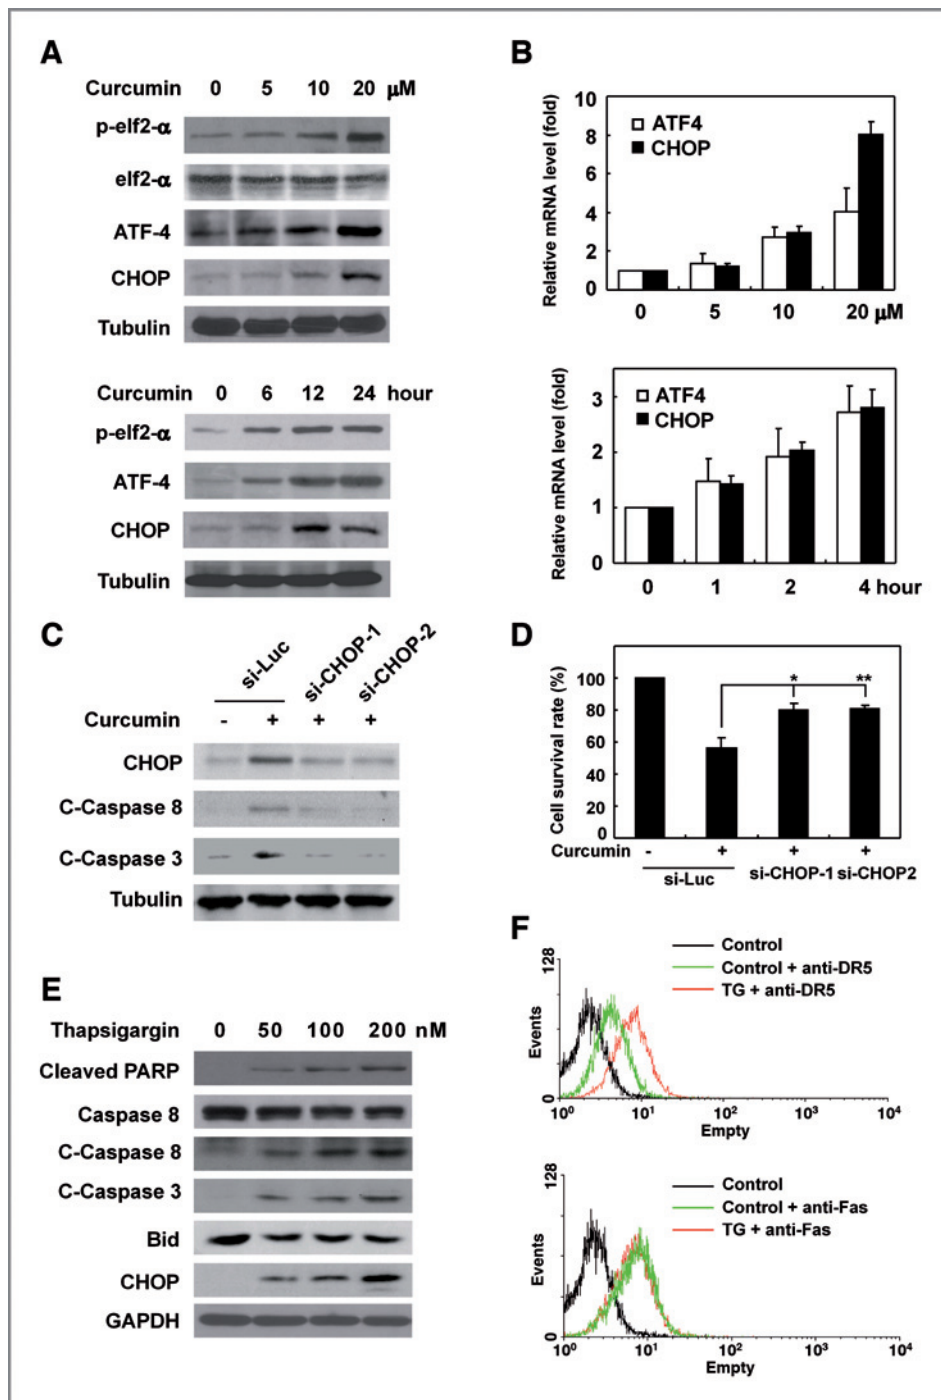 A
Curcumin 0 5 10 20 μM
p-elf2-α
elf2-α
ATF-4
CHOP
Tubulin
Curcumin 0 6 12 24 hour
p-elf2-α
ATF-4
CHOP
Tubulin
B
Relative mRNA level (fold)
10
8
6
4
2
0
ATF4
CHOP
0 5 10 20 μM
Relative mRNA level (fold)
3
2
1
0
ATF4
CHOP
0 1 2 4 hour
C
si-Luc si-CHOP-1 si-CHOP-2
Curcumin - + + +
CHOP
C-Caspase 8
C-Caspase 3
Tubulin
D
Cell survival rate (%)
100
80
60
40
20
0
* **
Curcumin - + + +
si-Luc si-CHOP-1 si-CHOP2
E
Thapsigargin 0 50 100 200 nM
Cleaved PARP
Caspase 8
C-Caspase 8
C-Caspase 3
Bid
CHOP
GAPDH
F
Control
Control + anti-DR5
TG + anti-DR5
Events
128
0
10⁰ 10¹ 10² 10³ 10⁴
Empty
Control
Control + anti-Fas
TG + anti-Fas
Events
128
0
10⁰ 10¹ 10² 10³ 10⁴
Empty